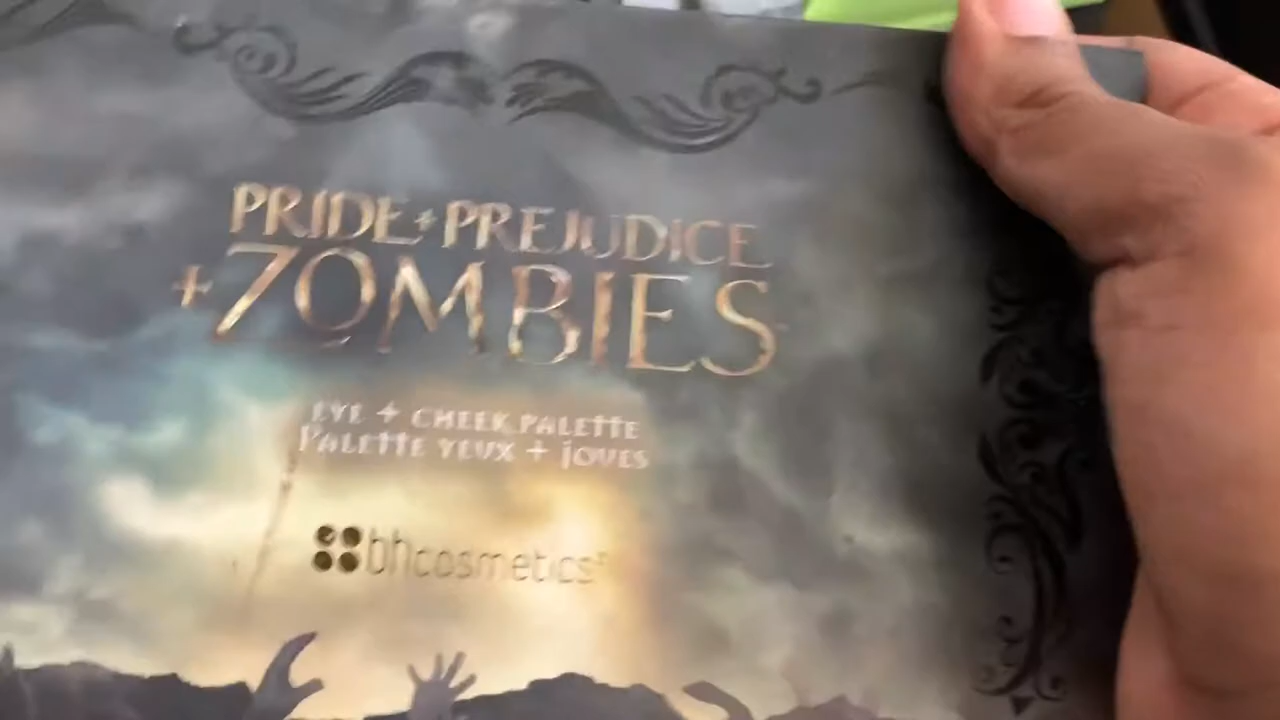 PRIDE + PREJUDICE
+ ZOMBIES
EYE + CHEEK PALETTE
PALETTE YEUX + JOUES
bhcosmetics®